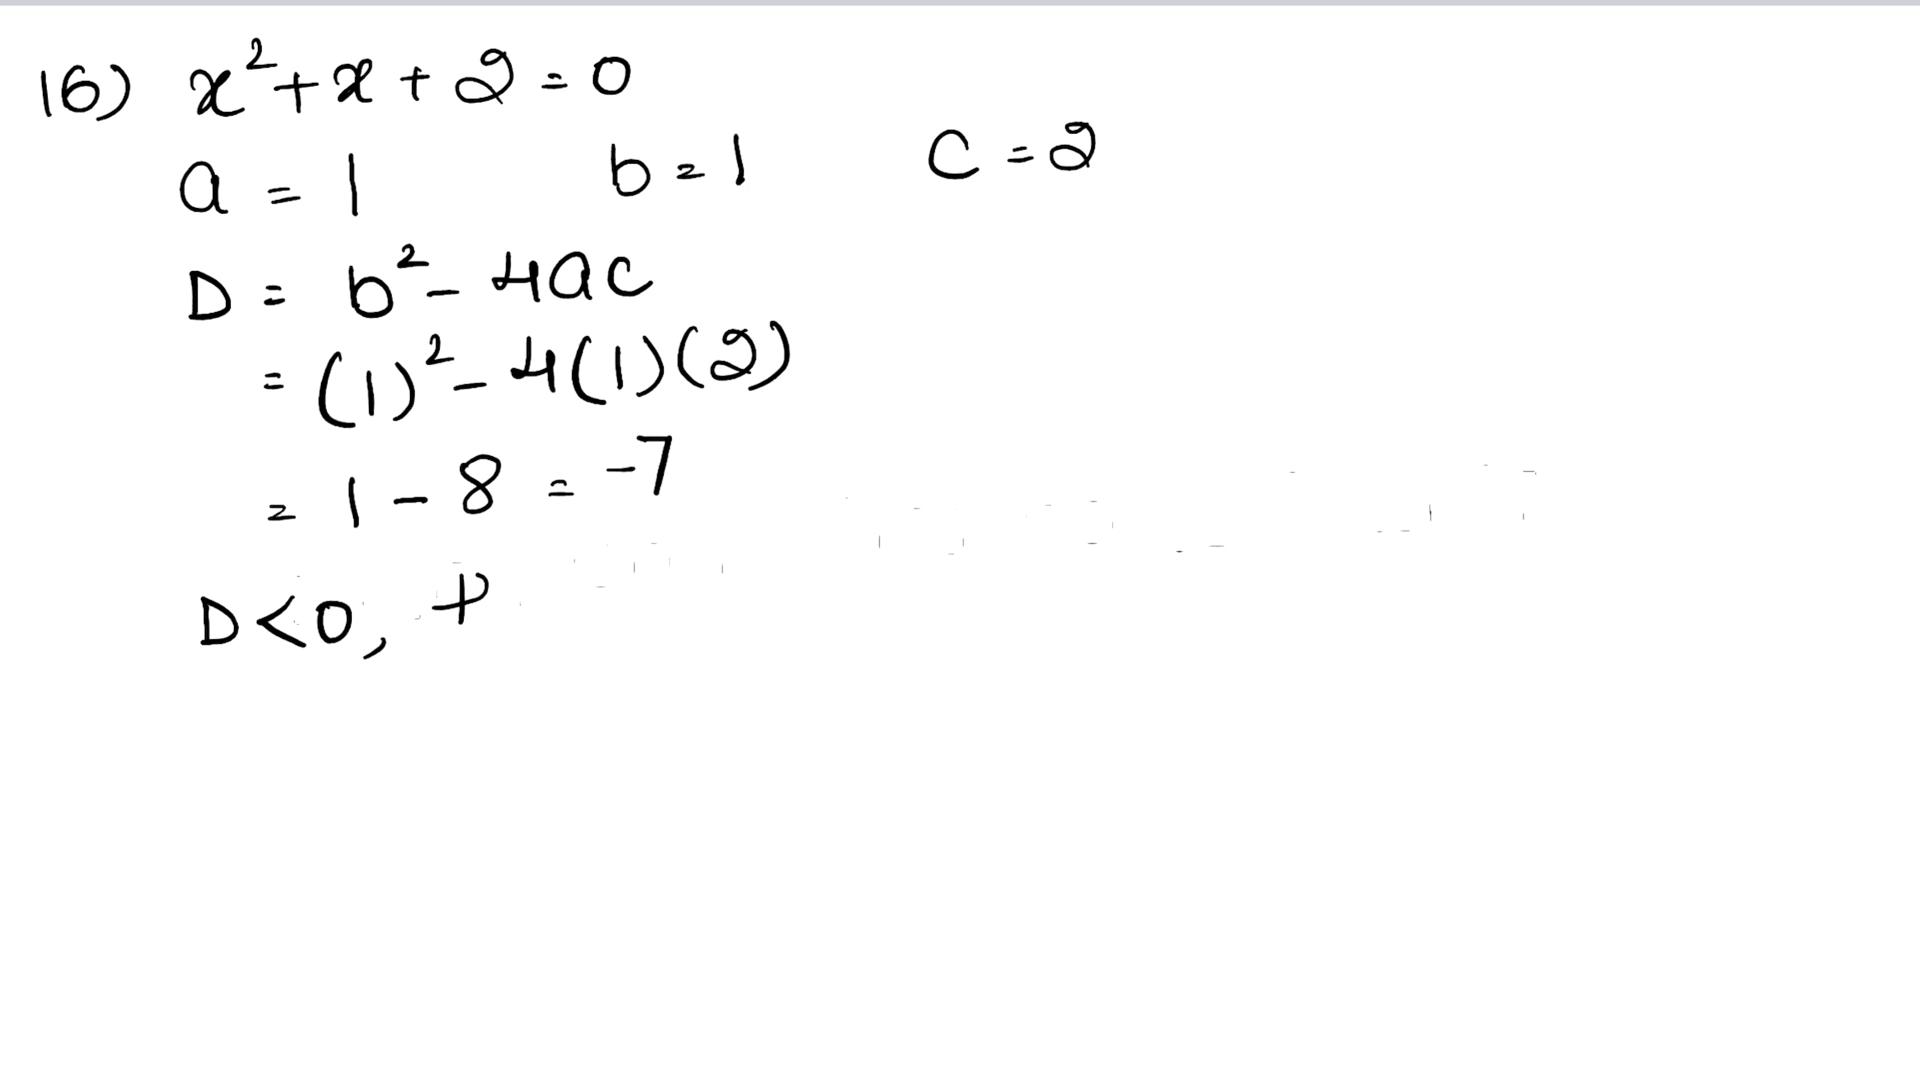 16) x²+x+2=0
a = 1 b=1 c=2
D = b²-4ac
= (1)²-4(1)(2)
= 1-8 = -7
D<0,